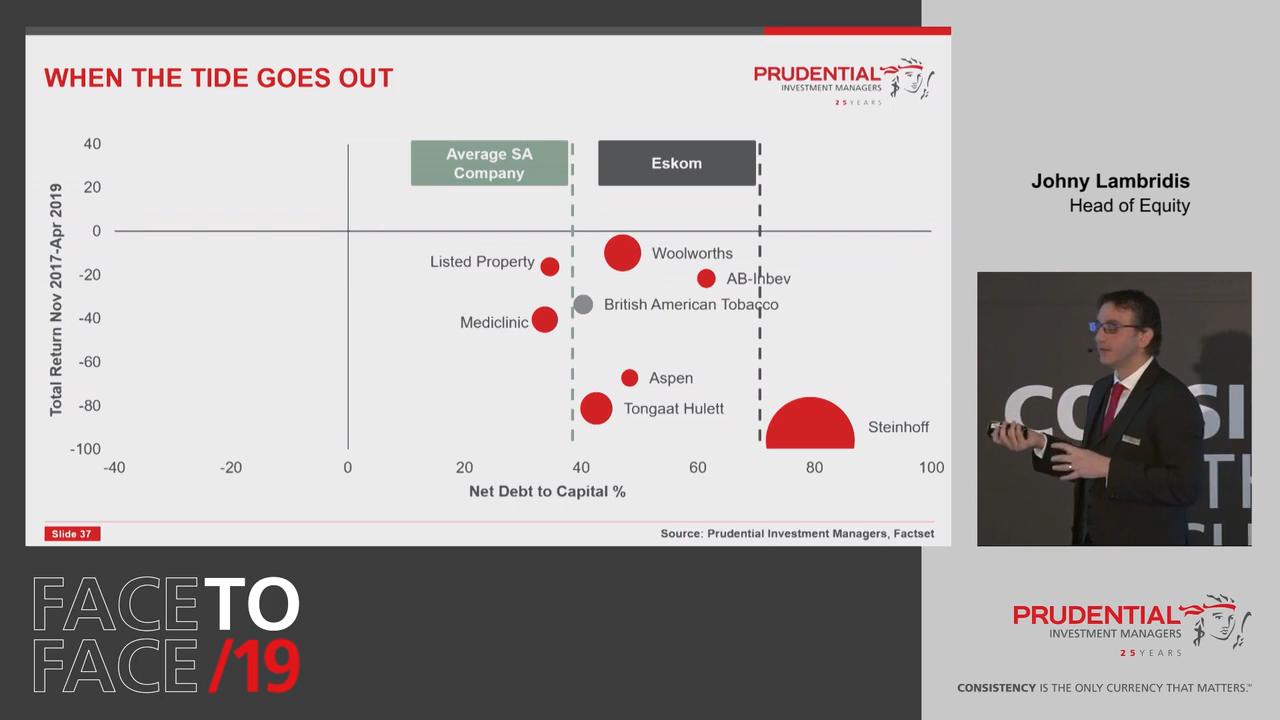 WHEN THE TIDE GOES OUT
PRUDENTIAL
INVESTMENT MANAGERS
25 YEARS
Total Return Nov 2017-Apr 2019
40
20
0
-20
-40
-60
-80
-100
Average SA
Company
Eskom
Listed Property
Woolworths
AB-Inbev
British American Tobacco
Mediclinic
Aspen
Tongaat Hulett
Steinhoff
-40
-20
0
20
40
60
80
100
Net Debt to Capital %
Slide 37
Source: Prudential Investment Managers, Factset
Johny Lambridis
Head of Equity
FACE TO
FACE /19
PRUDENTIAL
INVESTMENT MANAGERS
25 YEARS
CONSISTENCY IS THE ONLY CURRENCY THAT MATTERS.™